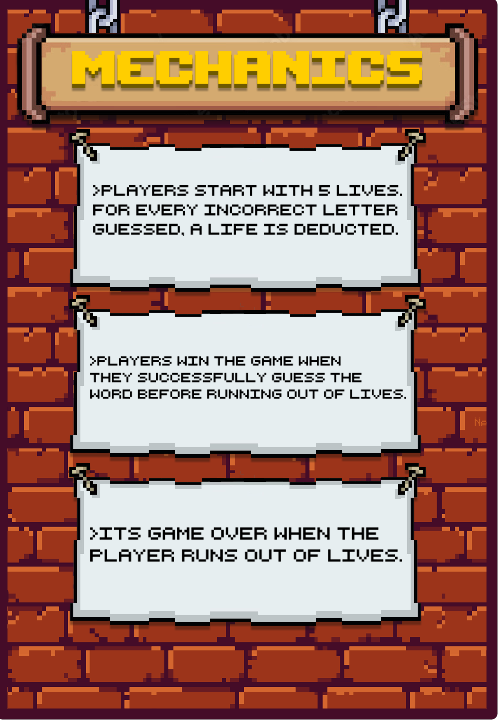 MECHANICS
>PLAYERS START WITH 5 LIVES.
FOR EVERY INCORRECT LETTER
GUESSED, A LIFE IS DEDUCTED.
>PLAYERS WIN THE GAME WHEN
THEY SUCCESSFULLY GUESS THE
WORD BEFORE RUNNING OUT OF LIVES.
>ITS GAME OVER WHEN THE
PLAYER RUNS OUT OF LIVES.